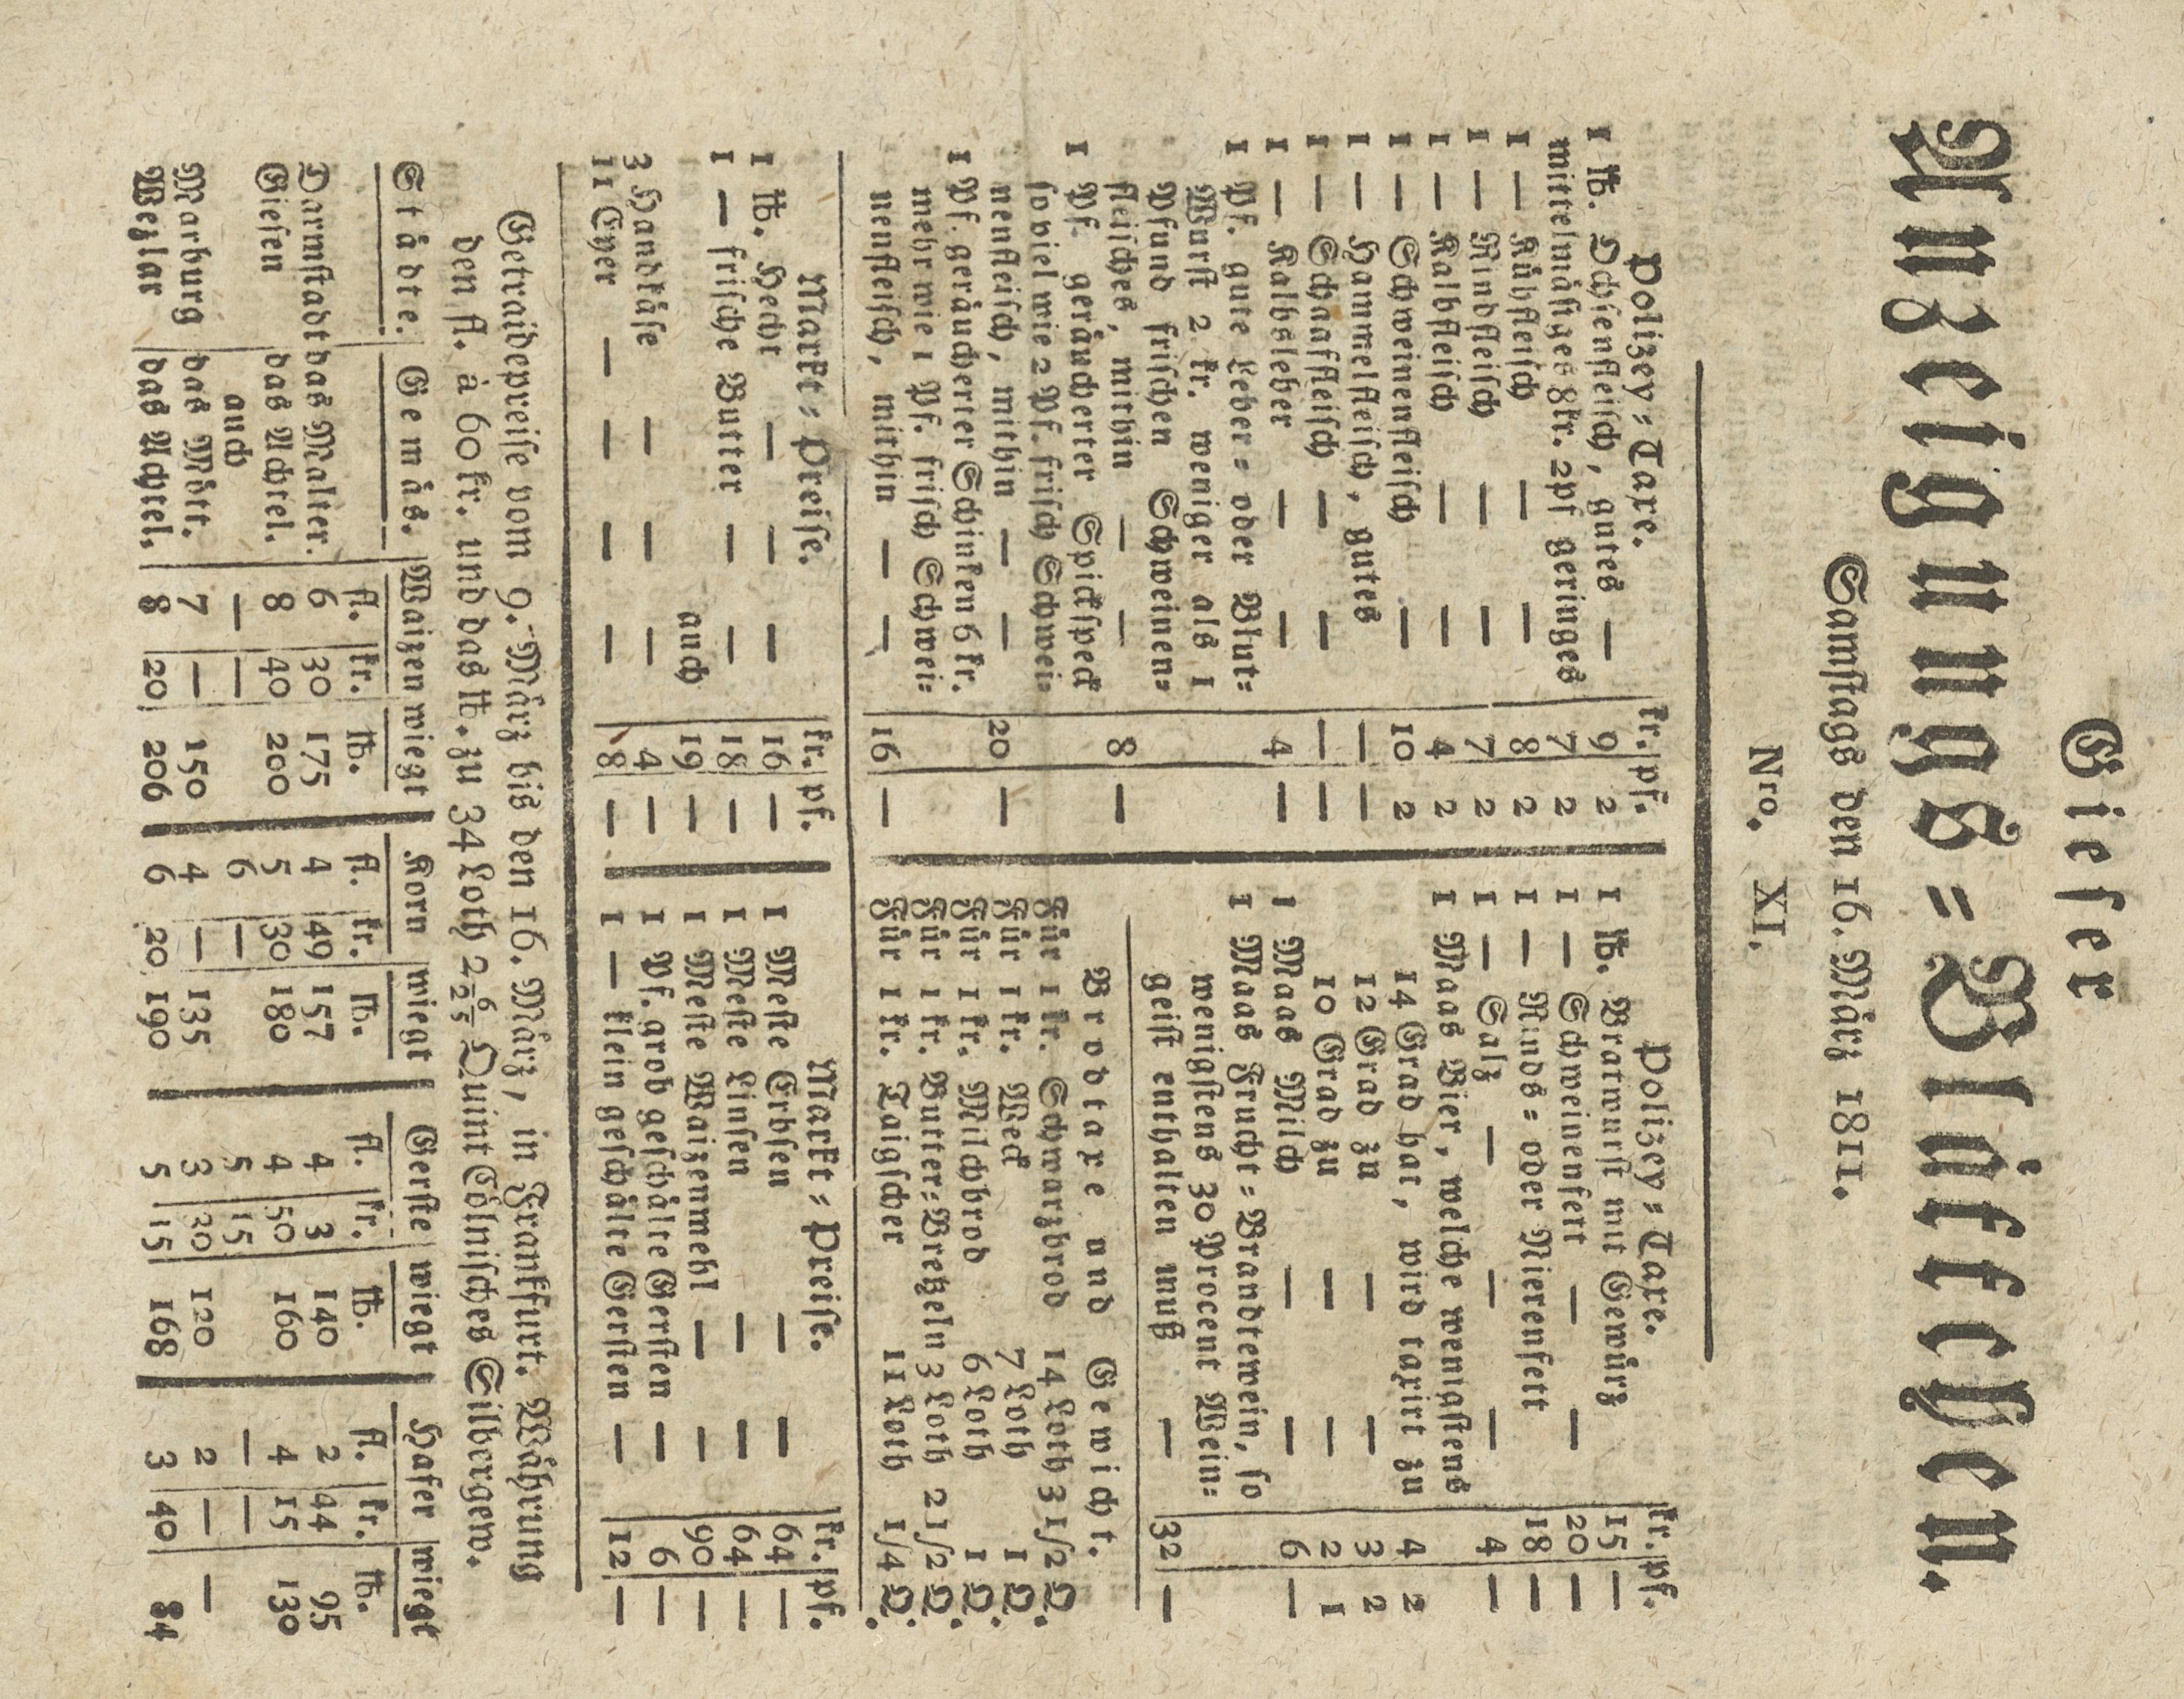 Gieser
Anzeigungs=Blättchen.
Samstags den 16. März 1811.
Nro. XI.
Polizey=Taxe. kr. pf.
1 ℔. Ochsenfleisch, gutes — 9 2
mittelmäsiges 8kr. 2pf geringes 7 2
1 — Kühfleisch — — 8 2
1 — Rindfleisch — — 7 2
1 — Kalbfleisch — — 4 2
1 — Schweinenfleisch — 10 2
1 — Hammelfleisch, gutes — —
1 — Schaaffleisch — — — —
1 — Kalbsleber — — 4 —
1 Pf. gute Leber= oder Blut=
Wurst 2 kr. weniger als 1
Pfund frischen Schweinen=
fleisches, mithin — — 8 —
1 Pf. geräucherter Spickspeck
soviel wie 2 Pf. frisch Schwei=
nenfleisch, mithin — — 20 —
1 Pf. geräucherter Schinken 6 kr.
mehr wie 1 Pf. frisch Schwei=
nenfleisch, mithin — — 16 —
Polizey=Taxe. kr. pf.
1 ℔. Bratwurst mit Gewürz 15 —
1 — Schweinenfett — — 20 —
1 — Rinds= oder Nierenfett 18 —
1 — Salz — — — 4 —
1 Maas Bier, welche wenigstens
14 Grad hat, wird taxirt zu 4 2
12 Grad zu — — 3 2
10 Grad zu — — 2 1
1 Maas Milch — — 6 —
1 Maas Frucht=Brandtewein, so
wenigstens 30 Procent Wein=
geist enthalten muß — 32 —
Brodtaxe und Gewicht.
Für 1 kr. Schwarzbrod 14 Loth 3 1/2 Q.
Für 1 kr. Weck 7 Loth 1 Q.
Für 1 kr. Milchbrod 6 Loth 1 Q.
Für 1 kr. Butter=Bretzeln 3 Loth 2 1/2 Q.
Für 1 kr. Taigscher 11 Loth 1/4 Q.
Markt=Preise. kr. pf.
1 ℔. Hecht — — — 16 —
1 — frische Butter — — 18 —
auch 19 —
3 Handkäse — — — 4 —
11 Eyer — — — — 8 —
Markt=Preise. kr. pf.
1 Meste Erbsen — — 64 —
1 Meste Linsen — — 64 —
1 Meste Waizenmehl — — 90 —
1 Pf. grob geschälte Gersten — 6 —
1 — klein geschälte Gersten — 12 —
Getraidepreise vom 9. März bis den 16. März, in Frankfurt. Währung
den fl. à 60 kr. und das ℔. zu 34 Loth 2 6/25 Quint Cölnisches Silbergew.
Städte. Gemäs. Waizen wiegt Korn wiegt Gerste wiegt Hafer wiegt
fl. kr. ℔. fl. kr. ℔. fl. kr. ℔. fl. kr. ℔.
Darmstadt das Malter. 6 30 175 4 49 157 4 3 140 2 44 95
Giesen das Achtel. 8 40 200 5 30 180 4 50 160 4 15 130
auch — — 6 — 5 15 — —
Marburg das Mött. 7 — 150 4 — 135 3 20 120 2 — —
Wezlar das Achtel. 8 20 206 6 20 190 5 15 168 3 40 84